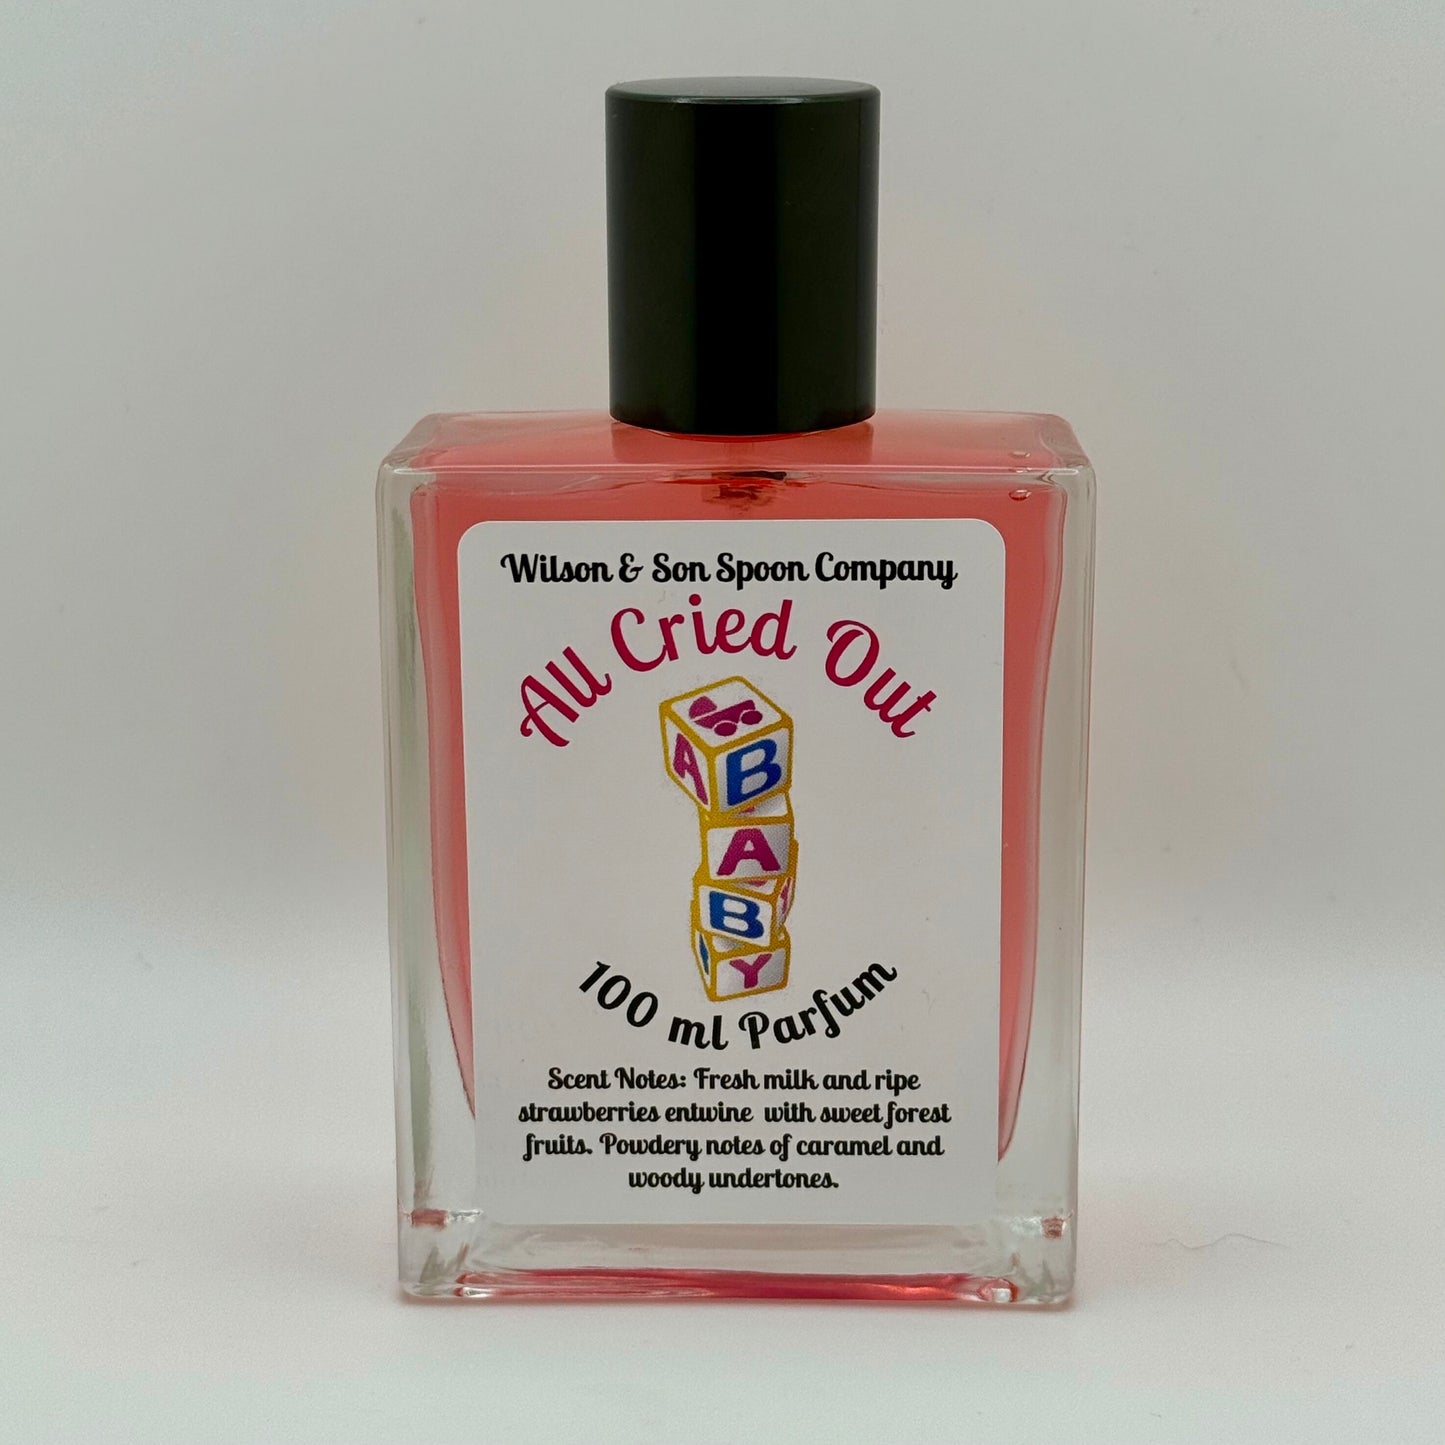 Wilson & Son Spoon Company
All Cried Out
A B
A
B
Y
100 ml Parfum
Scent Notes: Fresh milk and ripe
strawberries entwine with sweet forest
fruits. Powdery notes of caramel and
woody undertones.